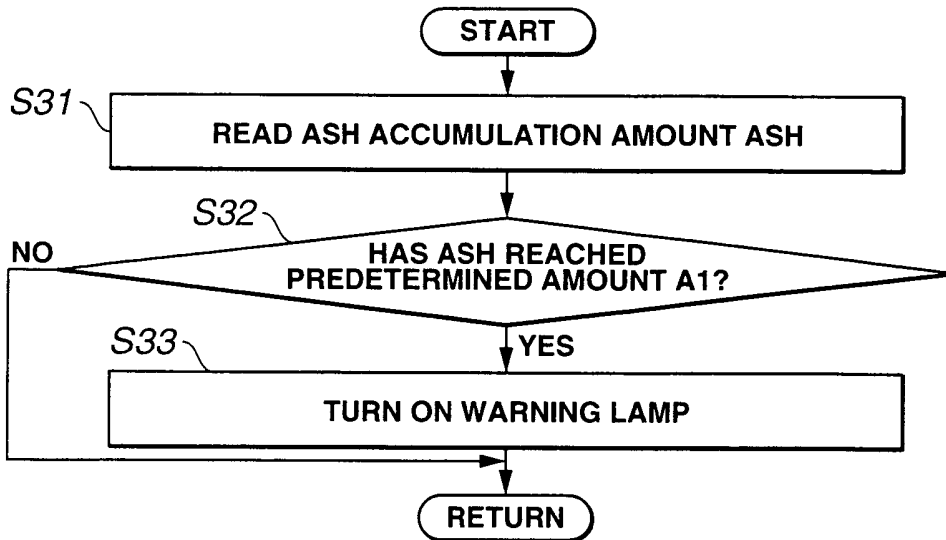 START
S31
READ ASH ACCUMULATION AMOUNT ASH
S32
NO
HAS ASH REACHED
PREDETERMINED AMOUNT A1?
YES
S33
TURN ON WARNING LAMP
RETURN